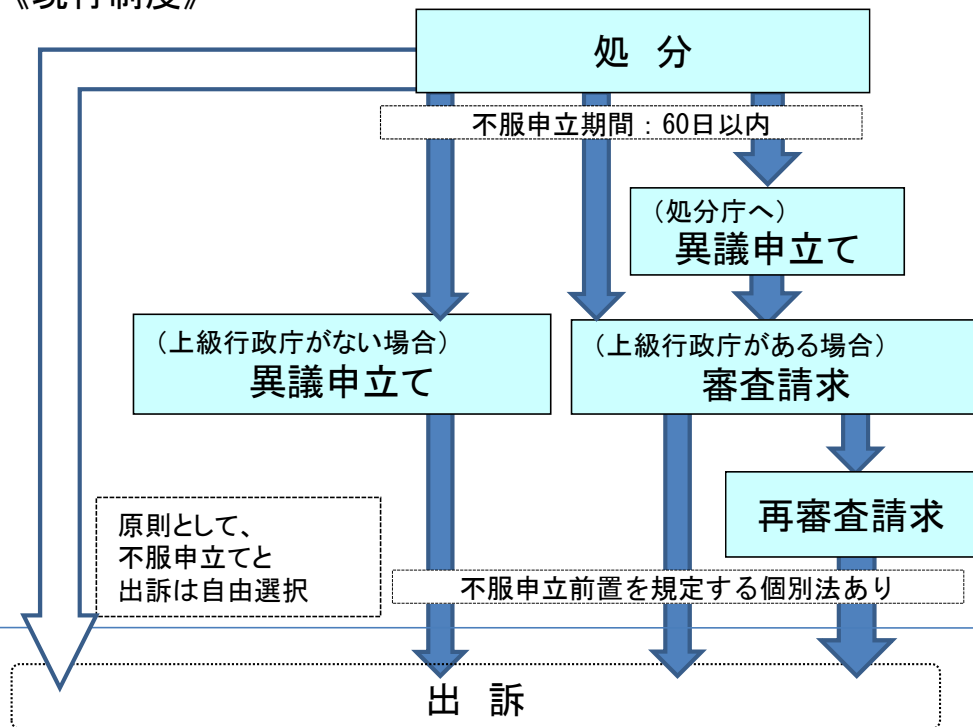 《現行制度》
処 分
不服申立期間：60日以内
（処分庁へ）
異議申立て
（上級行政庁がない場合）
異議申立て
（上級行政庁がある場合）
審査請求
再審査請求
原則として、
不服申立てと
出訴は自由選択
不服申立前置を規定する個別法あり
出 訴